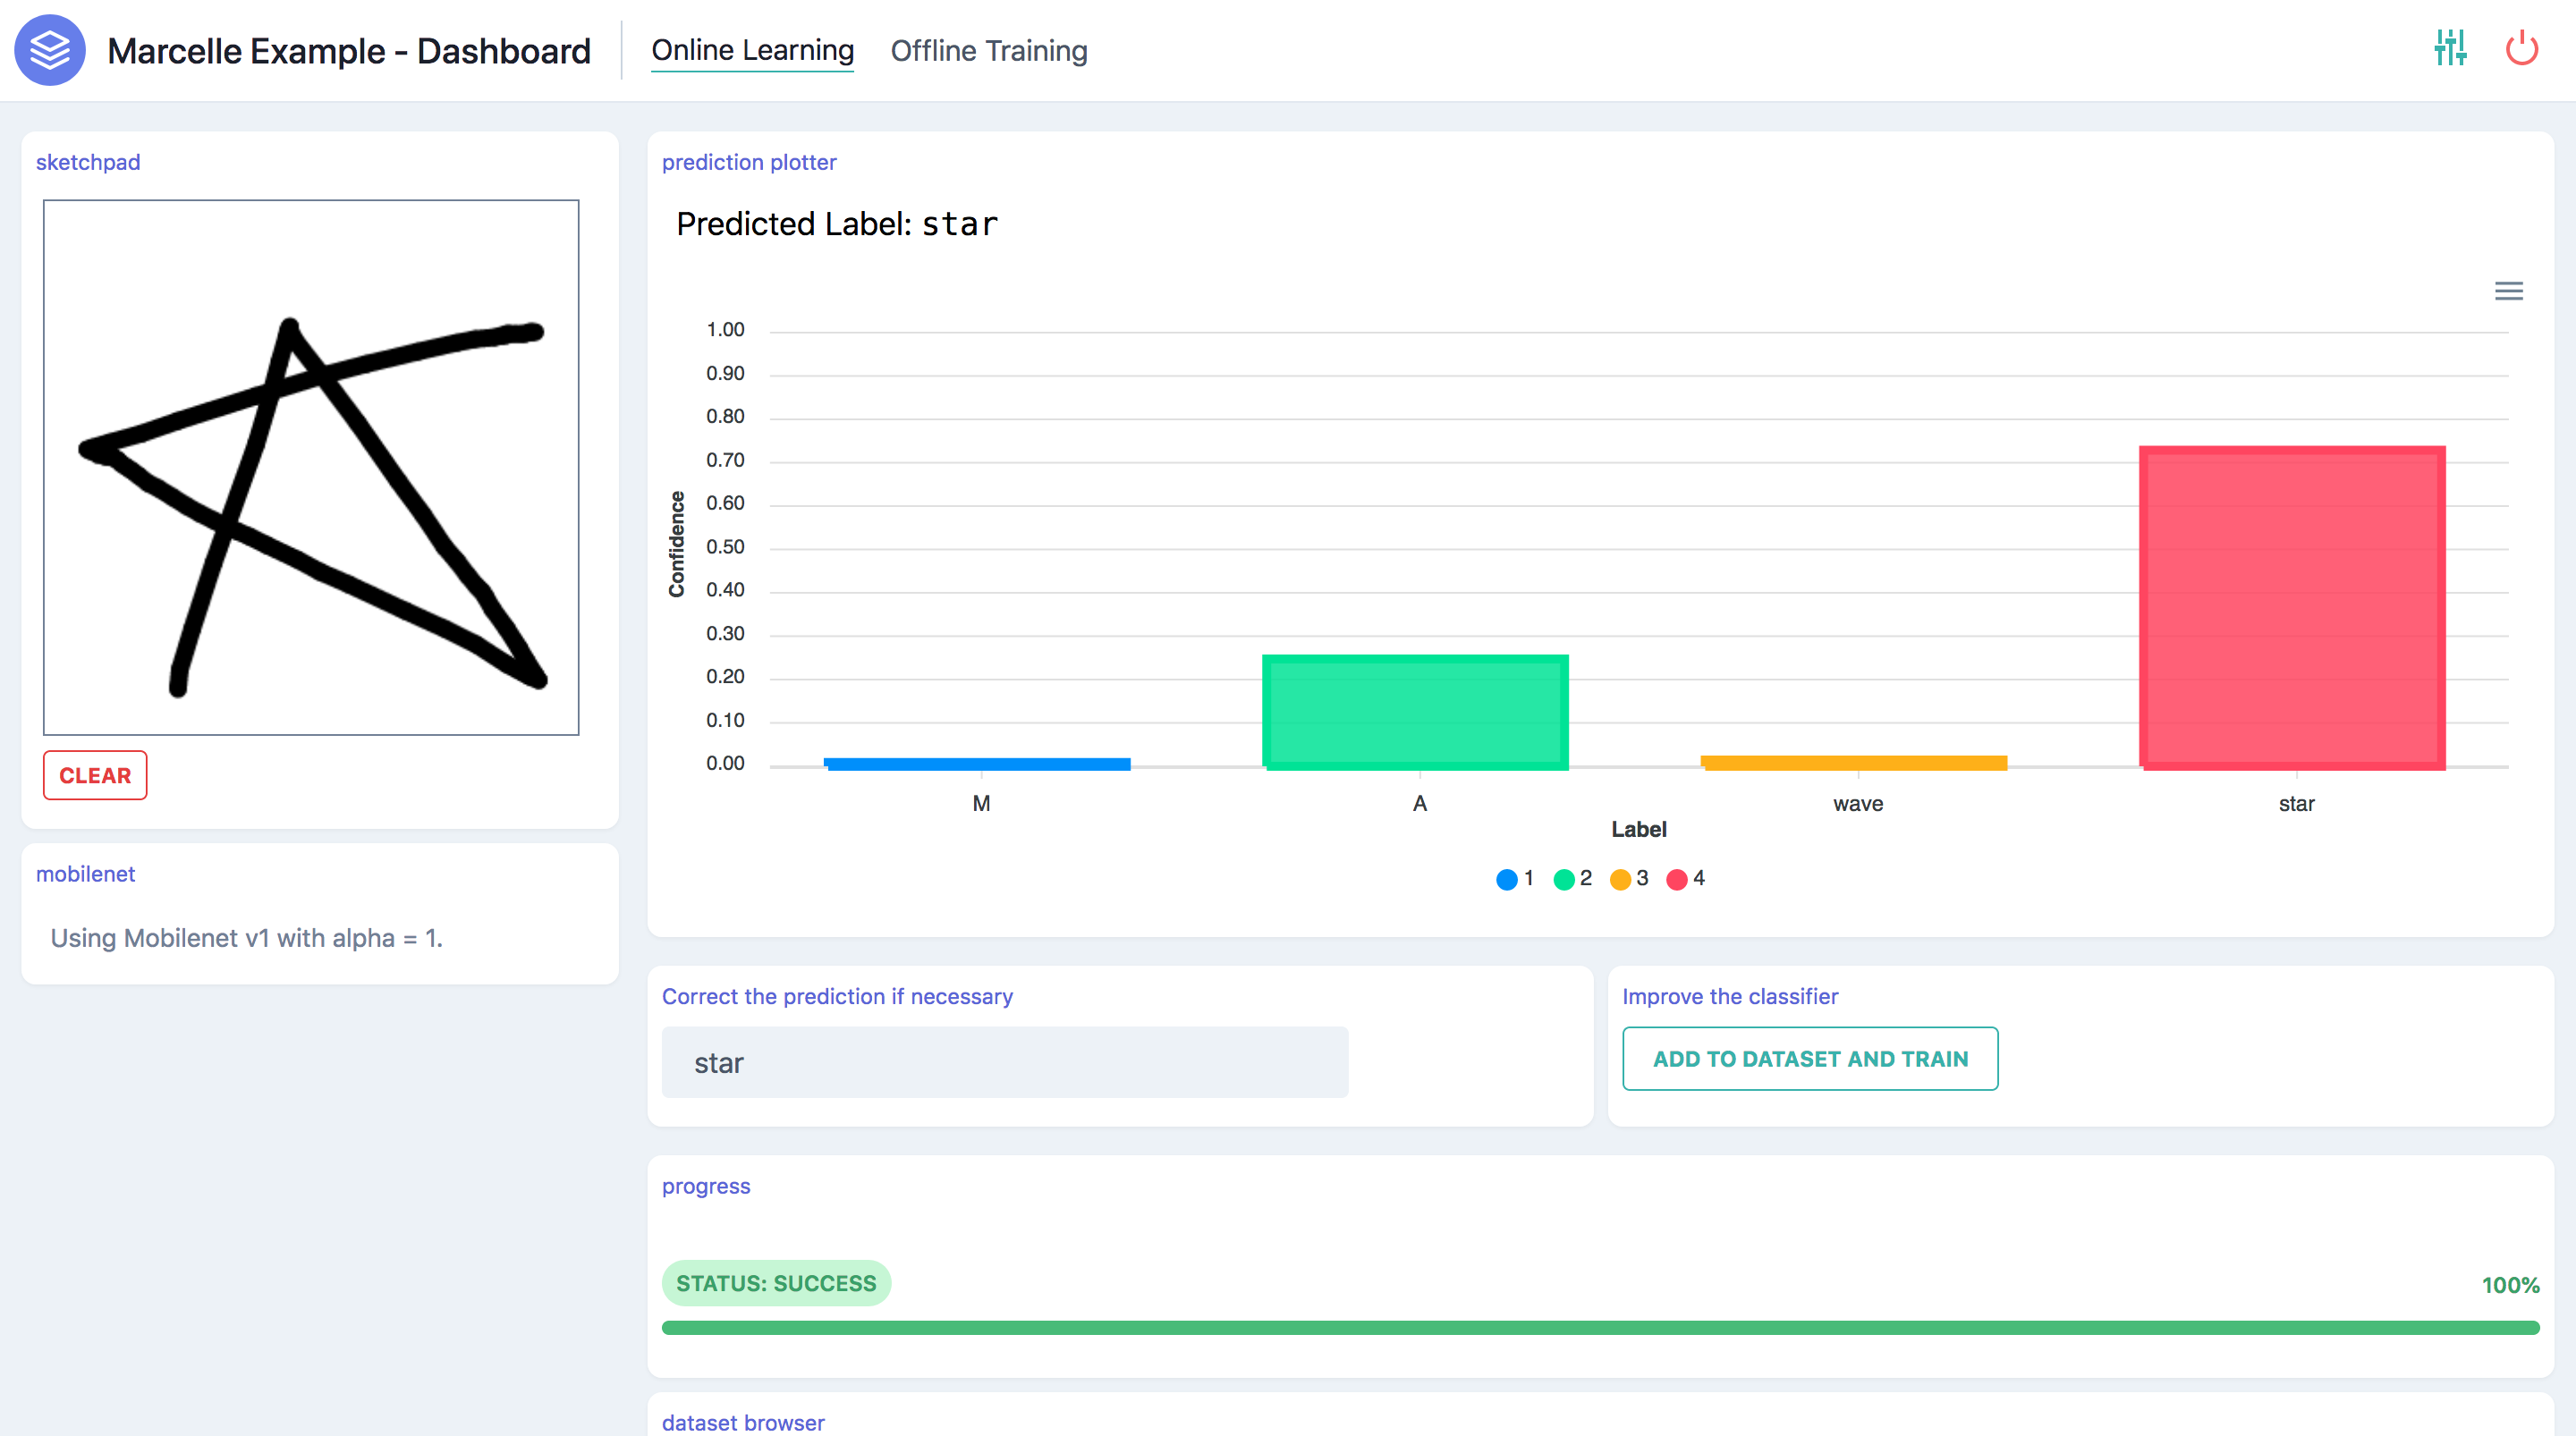 Marcelle Example - Dashboard
Online Learning
Offline Training
sketchpad
CLEAR
mobilenet
Using Mobilenet v1 with alpha = 1.
prediction plotter
Predicted Label: star
1.00
0.90
0.80
0.70
0.60
0.50
0.40
0.30
0.20
0.10
0.00
Confidence
M A wave star
Label
1 2 3 4
Correct the prediction if necessary
star
Improve the classifier
ADD TO DATASET AND TRAIN
progress
STATUS: SUCCESS
100%
dataset browser